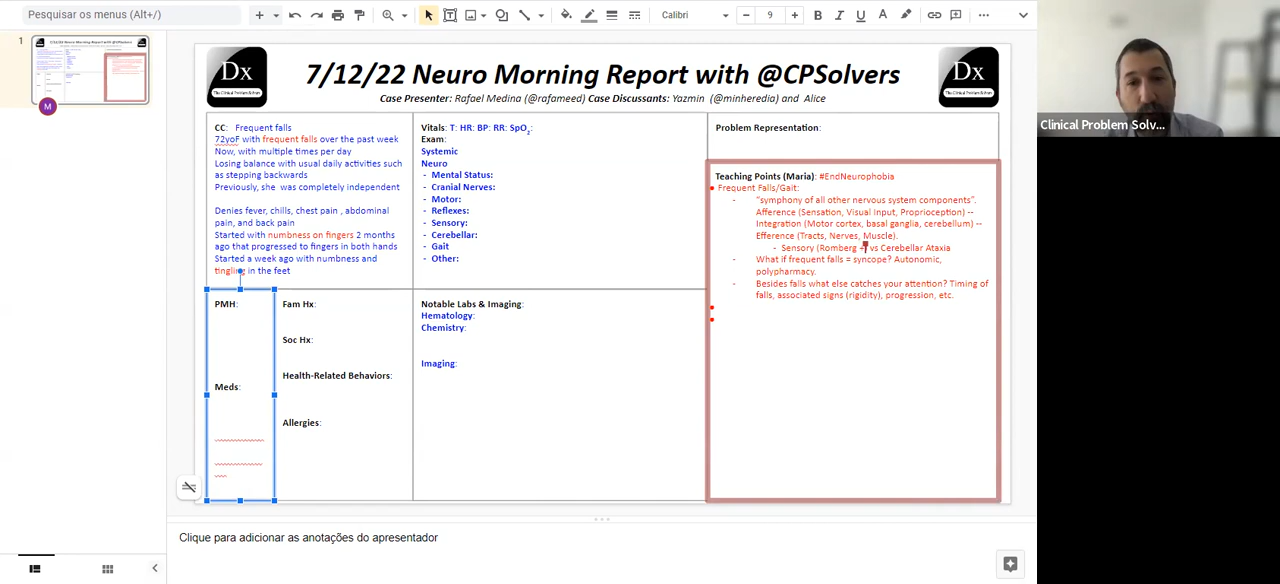 Pesquisar os menus (Alt+/)
Calibri
9
B
I
U
A
1
M
Dx
The Clinical Problem Solvers
7/12/22 Neuro Morning Report with @CPSolvers
Case Presenter: Rafael Medina (@rafameed) Case Discussants: Yazmin (@minheredia) and Alice
Dx
The Clinical Problem Solvers
CC: Frequent falls
72yoF with frequent falls over the past week
Now, with multiple times per day
Losing balance with usual daily activities such
as stepping backwards
Previously, she was completely independent
Denies fever, chills, chest pain , abdominal
pain, and back pain
Started with numbness on fingers 2 months
ago that progressed to fingers in both hands
Started a week ago with numbness and
tingling in the feet
Vitals: T: HR: BP: RR: SpO2:
Exam:
Systemic
Neuro
- Mental Status:
- Cranial Nerves:
- Motor:
- Reflexes:
- Sensory:
- Cerebellar:
- Gait
- Other:
Problem Representation:
Teaching Points (Maria): #EndNeurophobia
Frequent Falls/Gait:
- "symphony of all other nervous system components".
Afference (Sensation, Visual Input, Proprioception) --
Integration (Motor cortex, basal ganglia, cerebellum) --
Efference (Tracts, Nerves, Muscle).
- Sensory (Romberg +) vs Cerebellar Ataxia
- What if frequent falls = syncope? Autonomic,
polypharmacy.
- Besides falls what else catches your attention? Timing of
falls, associated signs (rigidity), progression, etc.
PMH:
Meds:
Fam Hx:
Soc Hx:
Health-Related Behaviors:
Allergies:
Notable Labs & Imaging:
Hematology:
Chemistry:
Imaging:
Clique para adicionar as anotações do apresentador
Clinical Problem Solv...